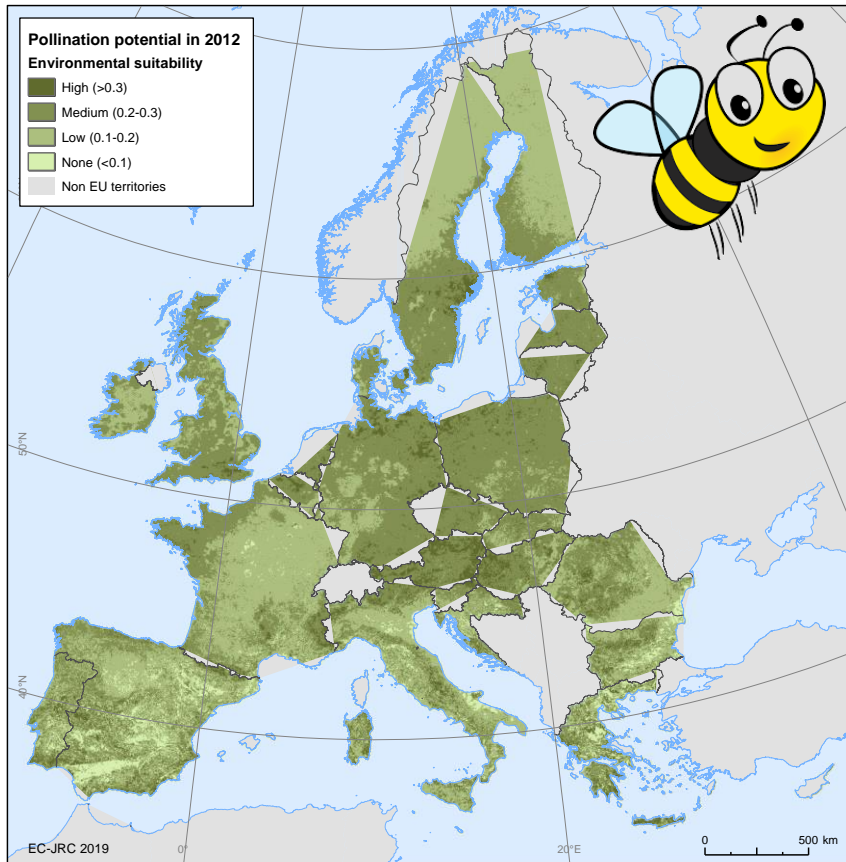 Pollination potential in 2012
Environmental suitability
High (>0.3)
Medium (0.2-0.3)
Low (0.1-0.2)
None (<0.1)
Non EU territories
50°N
40°N
EC-JRC 2019
0°
20°E
0 500 km